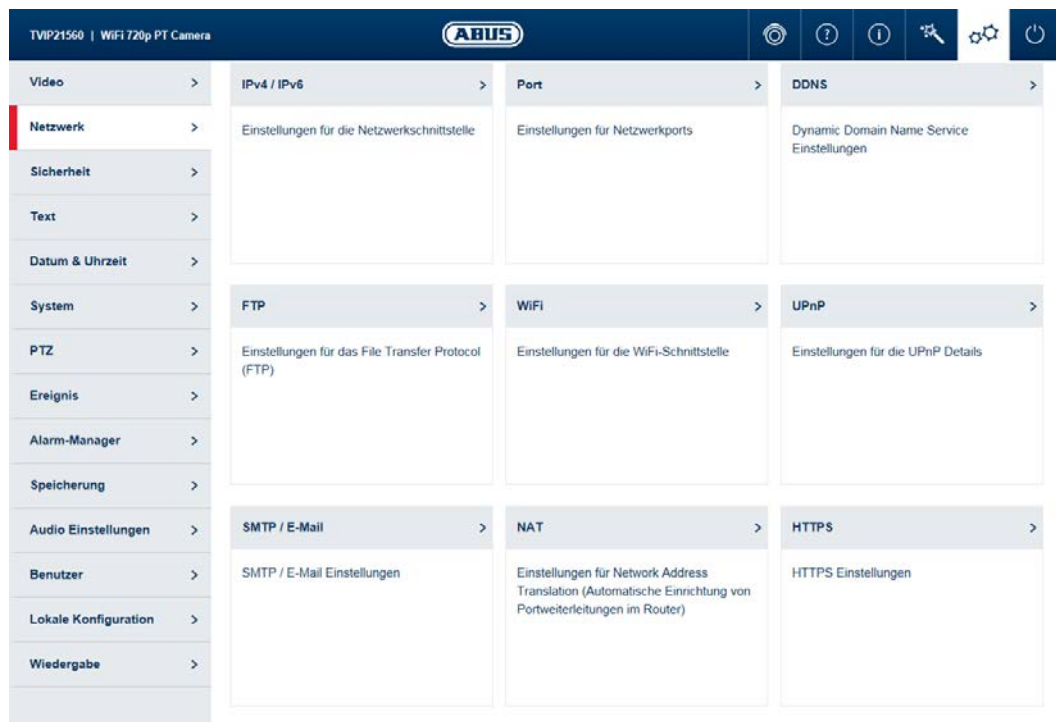 TVIP21560 | WiFi 720p PT Camera
ABUS
Video
Netzwerk
Sicherheit
Text
Datum & Uhrzeit
System
PTZ
Ereignis
Alarm-Manager
Speicherung
Audio Einstellungen
Benutzer
Lokale Konfiguration
Wiedergabe
IPv4 / IPv6
Einstellungen für die Netzwerkschnittstelle
Port
Einstellungen für Netzwerkports
DDNS
Dynamic Domain Name Service
Einstellungen
FTP
Einstellungen für das File Transfer Protocol
(FTP)
WiFi
Einstellungen für die WiFi-Schnittstelle
UPnP
Einstellungen für die UPnP Details
SMTP / E-Mail
SMTP / E-Mail Einstellungen
NAT
Einstellungen für Network Address
Translation (Automatische Einrichtung von
Portweiterleitungen im Router)
HTTPS
HTTPS Einstellungen